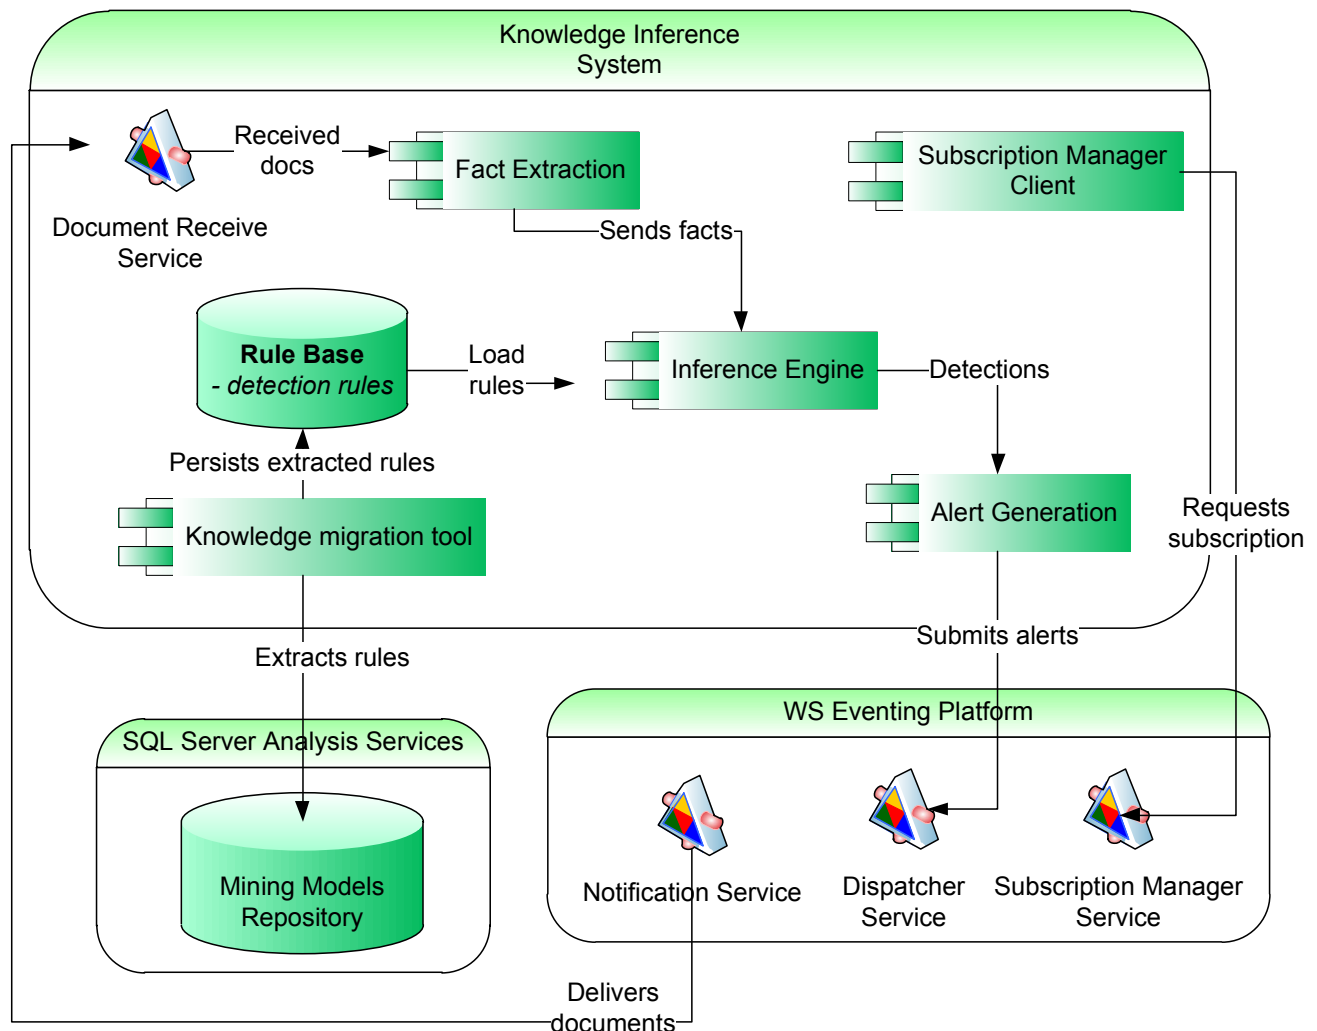 Knowledge Inference
System
Received
docs
Fact Extraction
Subscription Manager
Client
Document Receive
Service
Sends facts
Rule Base
- detection rules
Load
rules
Inference Engine
Detections
Persists extracted rules
Knowledge migration tool
Alert Generation
Requests
subscription
Submits alerts
Extracts rules
SQL Server Analysis Services
Mining Models
Repository
WS Eventing Platform
Notification Service
Dispatcher
Service
Subscription Manager
Service
Delivers
documents